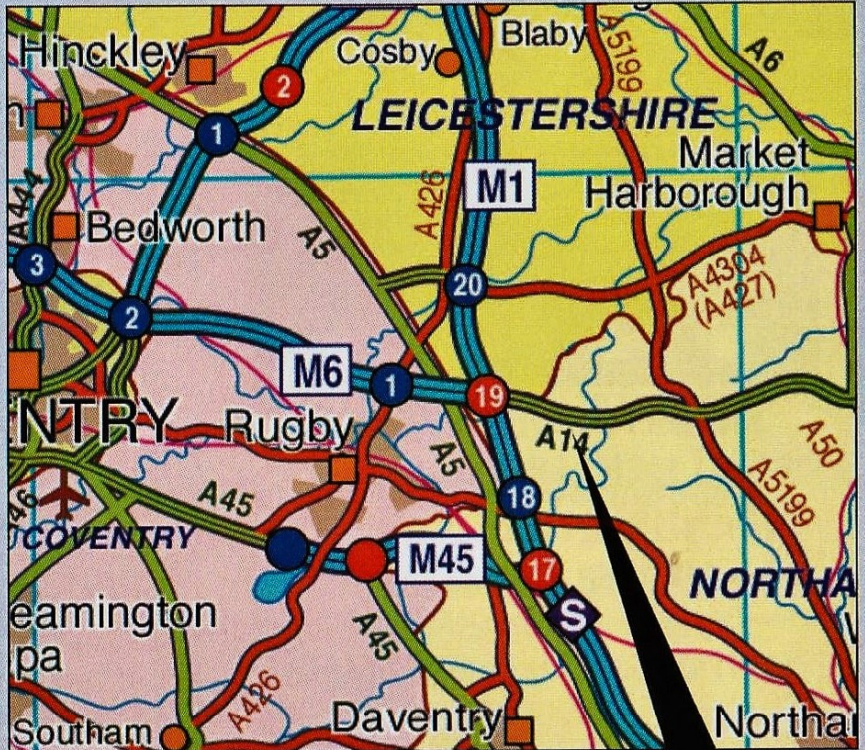 Hinckley
2
Cosby
Blaby
A5199
A6
LEICESTERSHIRE
1
Market
Harborough
A444
A426
M1
Bedworth
A5
3
20
A4304
(A427)
2
M6
1
19
NTRY
Rugby
A5
A14
A50
A45
18
A5199
COVENTRY
M45
17
NORTHA
S
eamington
pa
A45
A426
Southam
Daventry
Northa